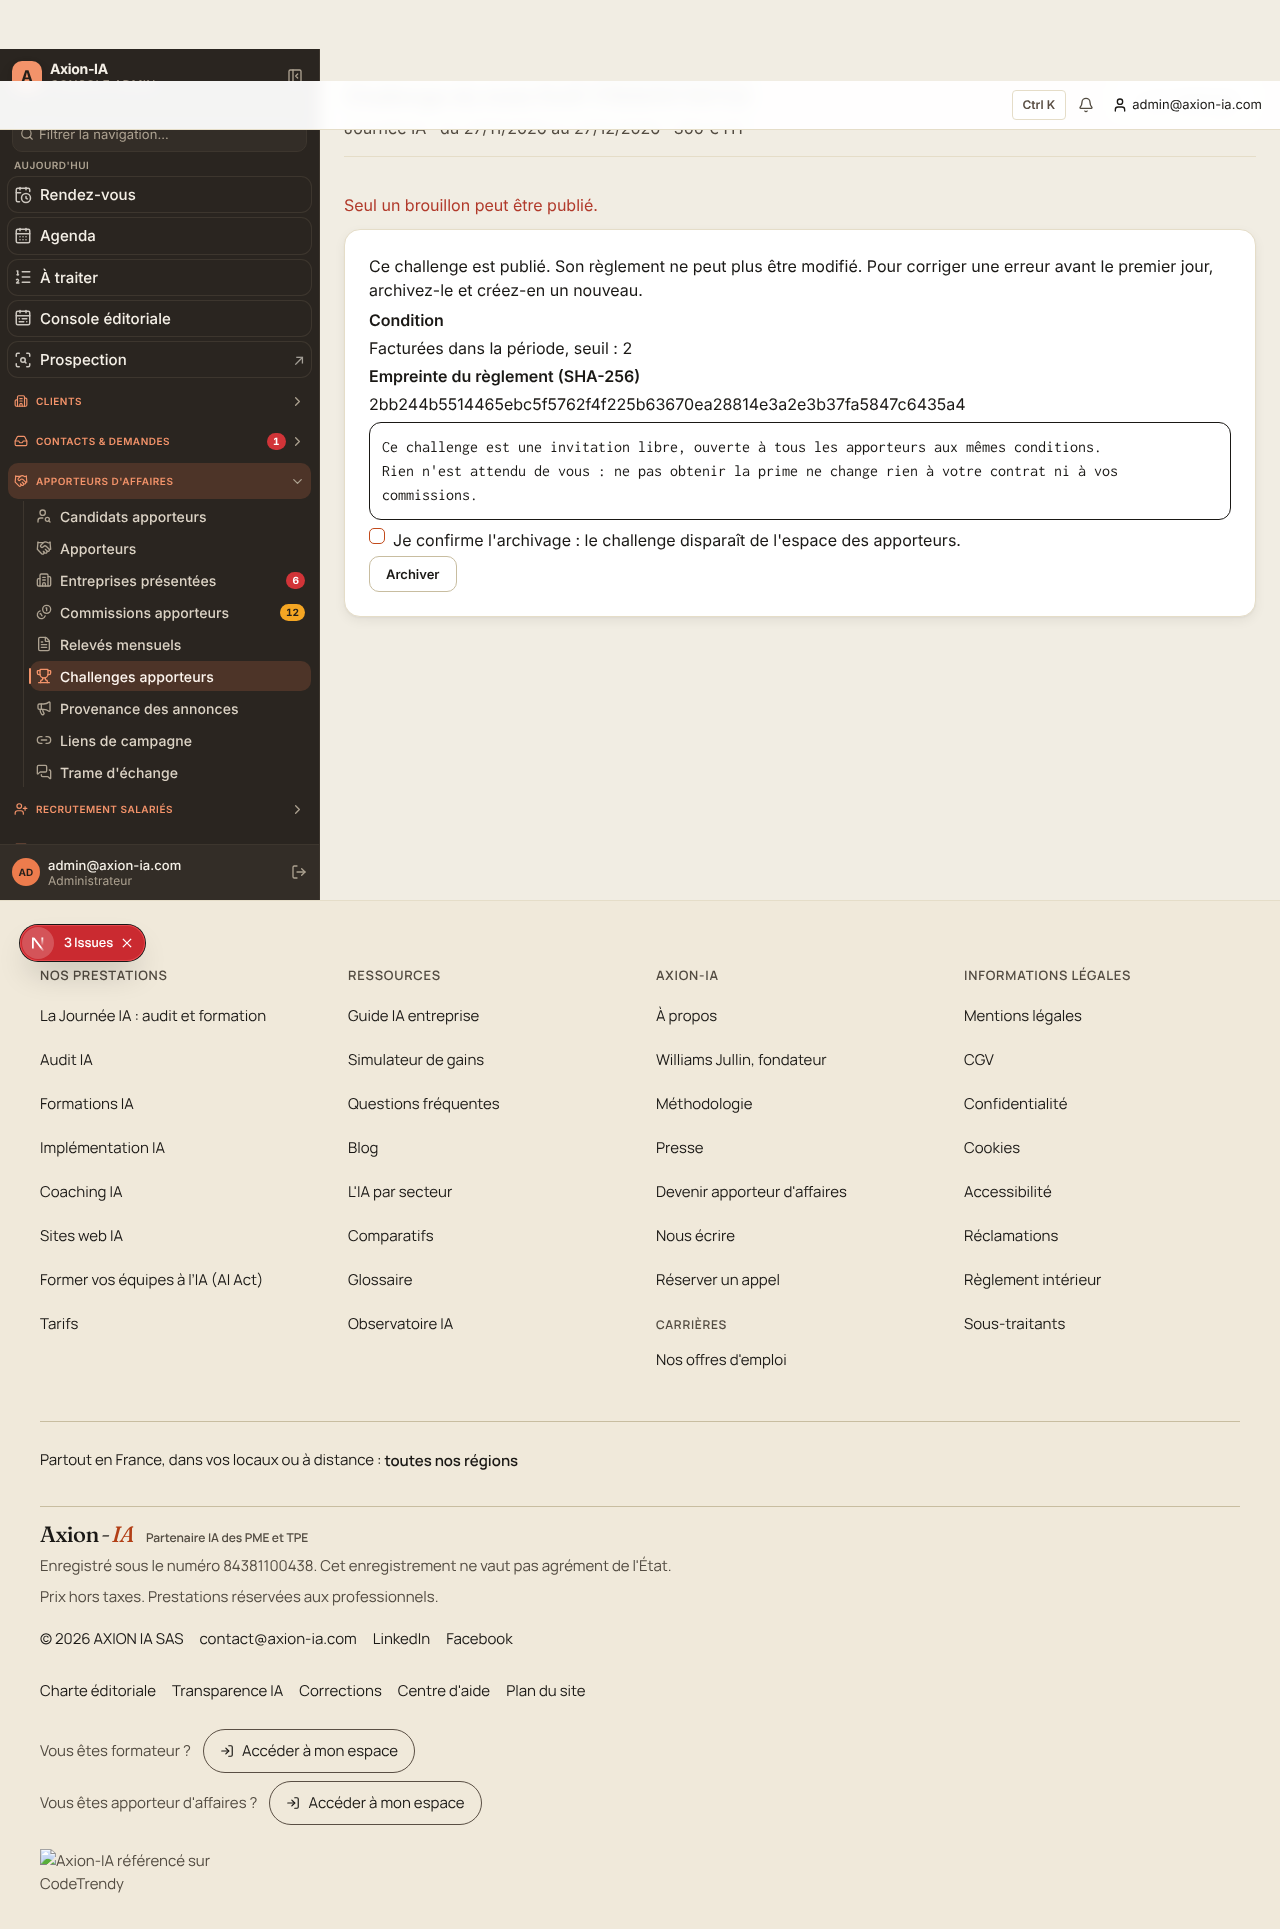 A
Axion-IA
Ctrl K
admin@axion-ia.com
Filtrer la navigation...
AUJOURD'HUI
Rendez-vous
Agenda
À traiter
Console éditoriale
Prospection
CLIENTS
CONTACTS & DEMANDES
1
APPORTEURS D'AFFAIRES
Candidats apporteurs
Apporteurs
Entreprises présentées
6
Commissions apporteurs
12
Relevés mensuels
Challenges apporteurs
Provenance des annonces
Liens de campagne
Trame d'échange
RECRUTEMENT SALARIÉS
AD
admin@axion-ia.com
Administrateur
Seul un brouillon peut être publié.
Ce challenge est publié. Son règlement ne peut plus être modifié. Pour corriger une erreur avant le premier jour,
archivez-le et créez-en un nouveau.
Condition
Facturées dans la période, seuil : 2
Empreinte du règlement (SHA-256)
2bb244b5514465ebc5f5762f4f225b63670ea28814e3a2e3b37fa5847c6435a4
Ce challenge est une invitation libre, ouverte à tous les apporteurs aux mêmes conditions.
Rien n'est attendu de vous : ne pas obtenir la prime ne change rien à votre contrat ni à vos
commissions.
Je confirme l'archivage : le challenge disparaît de l'espace des apporteurs.
Archiver
3 Issues
NOS PRESTATIONS
La Journée IA : audit et formation
Audit IA
Formations IA
Implémentation IA
Coaching IA
Sites web IA
Former vos équipes à l'IA (AI Act)
Tarifs
RESSOURCES
Guide IA entreprise
Simulateur de gains
Questions fréquentes
Blog
L'IA par secteur
Comparatifs
Glossaire
Observatoire IA
AXION-IA
À propos
Williams Jullin, fondateur
Méthodologie
Presse
Devenir apporteur d'affaires
Nous écrire
Réserver un appel
CARRIÈRES
Nos offres d'emploi
INFORMATIONS LÉGALES
Mentions légales
CGV
Confidentialité
Cookies
Accessibilité
Réclamations
Règlement intérieur
Sous-traitants
Partout en France, dans vos locaux ou à distance : toutes nos régions
Axion-IA Partenaire IA des PME et TPE
Enregistré sous le numéro 84381100438. Cet enregistrement ne vaut pas agrément de l'État.
Prix hors taxes. Prestations réservées aux professionnels.
© 2026 AXION IA SAS contact@axion-ia.com LinkedIn Facebook
Charte éditoriale Transparence IA Corrections Centre d'aide Plan du site
Vous êtes formateur ? Accéder à mon espace
Vous êtes apporteur d'affaires ? Accéder à mon espace
Axion-IA référencé sur
CodeTrendy